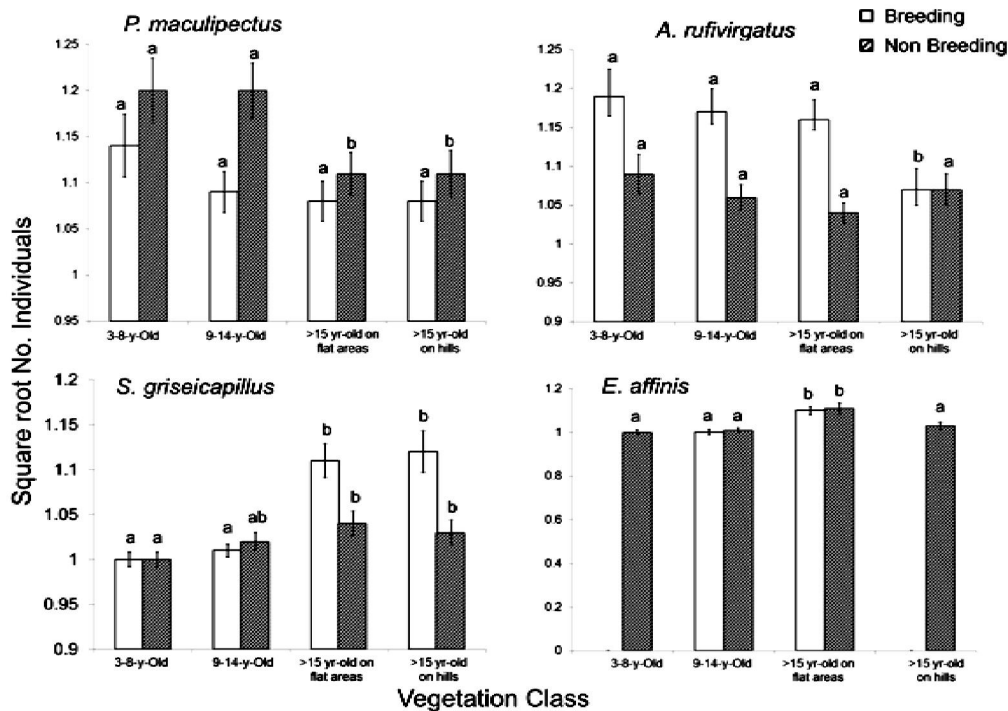 P. maculipectus
1.25
1.2
1.15
1.1
1.05
1
0.95
a
a
a
a
a
b
a
b
3-8-y-Old
9-14-y-Old
>15 yr-old on
flat areas
>15 yr-old
on hills
A. rufivirgatus
Breeding
Non Breeding
1.25
1.2
1.15
1.1
1.05
1
0.95
0.9
a
a
a
a
a
a
b
a
3-8-y-Old
9-14-y-Old
>15 yr-old on
flat areas
>15 yr-old
on hills
Square root No. Individuals
S. griseicapillus
1.2
1.15
1.1
1.05
1
0.95
0.9
a
a
a
ab
b
b
b
b
3-8-y-Old
9-14-y-Old
>15 yr-old on
flat areas
>15 yr-old
on hills
E. affinis
1.2
1
0.8
0.6
0.4
0.2
0
a
a
a
b
b
a
3-8-y-Old
9-14-y-Old
>15 yr-old on
flat areas
>15 yr-old
on hills
Vegetation Class